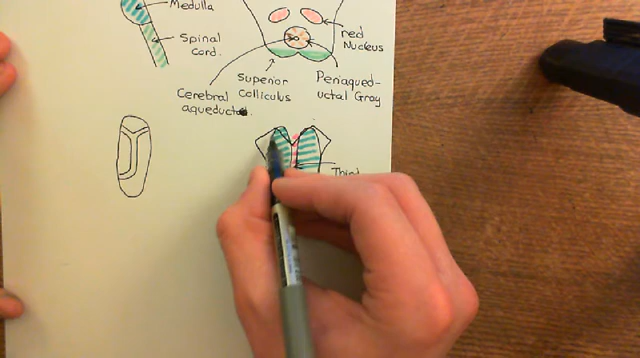 Medulla
Spinal
Cord.
red
Nucleus
Superior
Colliculus
Periaqued-
uctal Gray
Cerebral
aqueduct.
Third